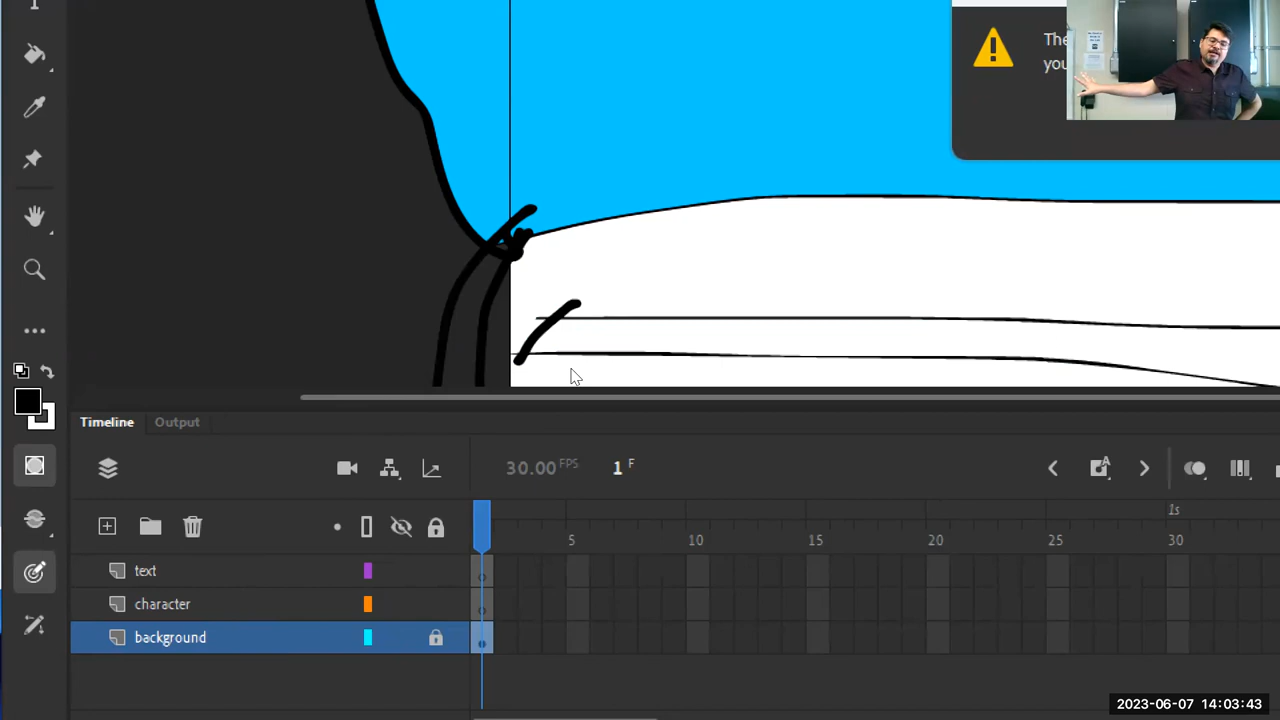 The
you
Timeline Output
30.00 FPS 1 F
1s
5 10 15 20 25 30
text
character
background
2023-06-07 14:03:43